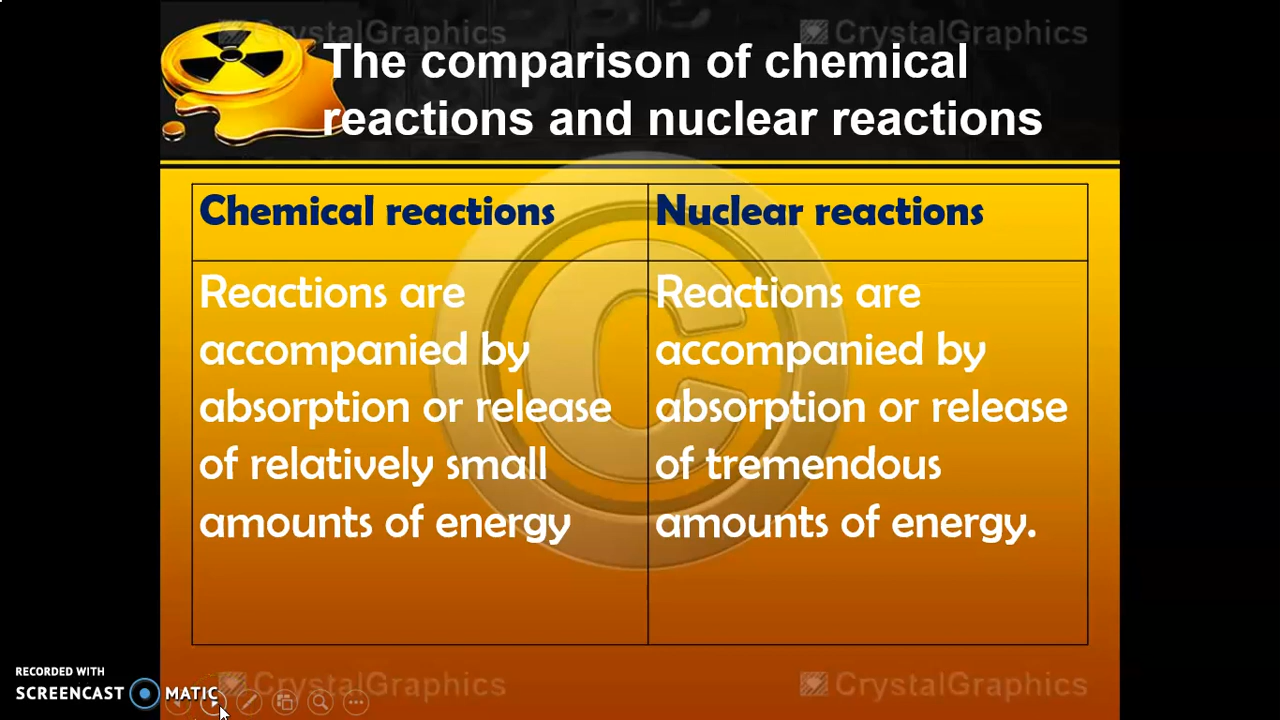 CrystalGraphics CrystalGraphics
The comparison of chemical
reactions and nuclear reactions
Chemical reactions
Reactions are
accompanied by
absorption or release
of relatively small
amounts of energy
Nuclear reactions
Reactions are
accompanied by
absorption or release
of tremendous
amounts of energy.
C
RECORDED WITH
SCREENCAST MATIC
CrystalGraphics CrystalGraphics